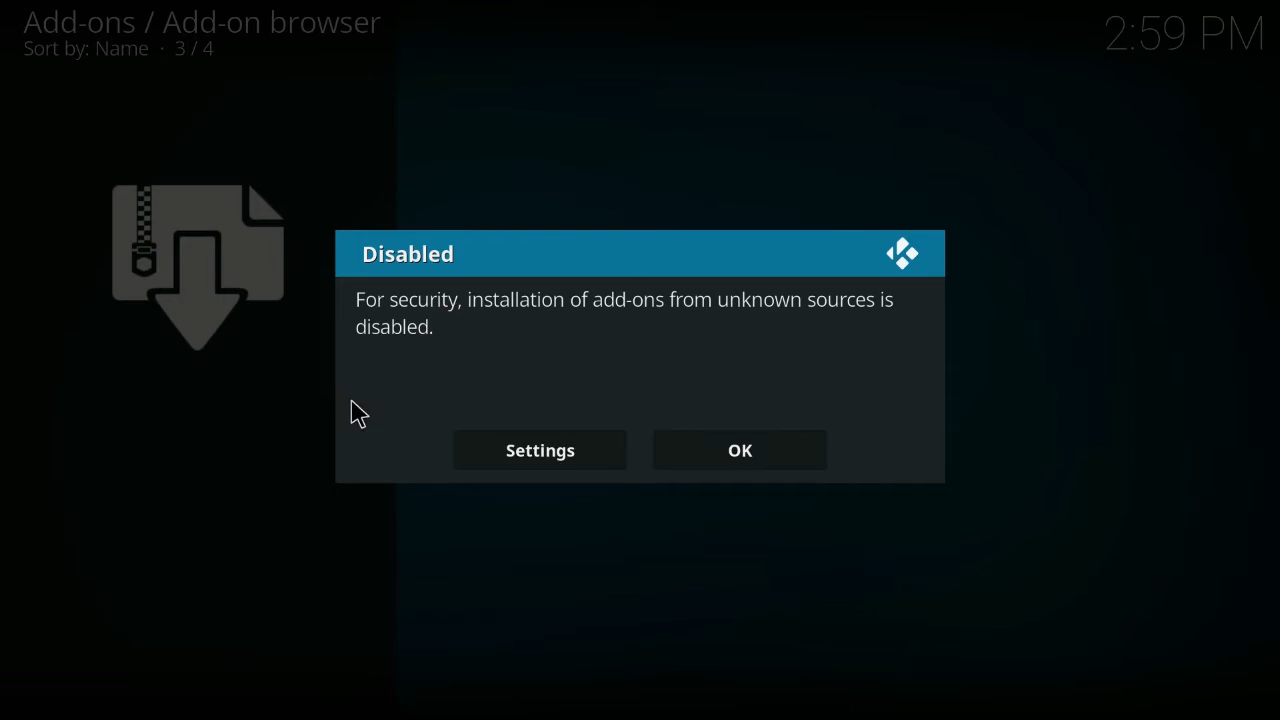 Add-ons / Add-on browser
Sort by: Name · 3 / 4
2:59 PM
Disabled
For security, installation of add-ons from unknown sources is
disabled.
Settings
OK